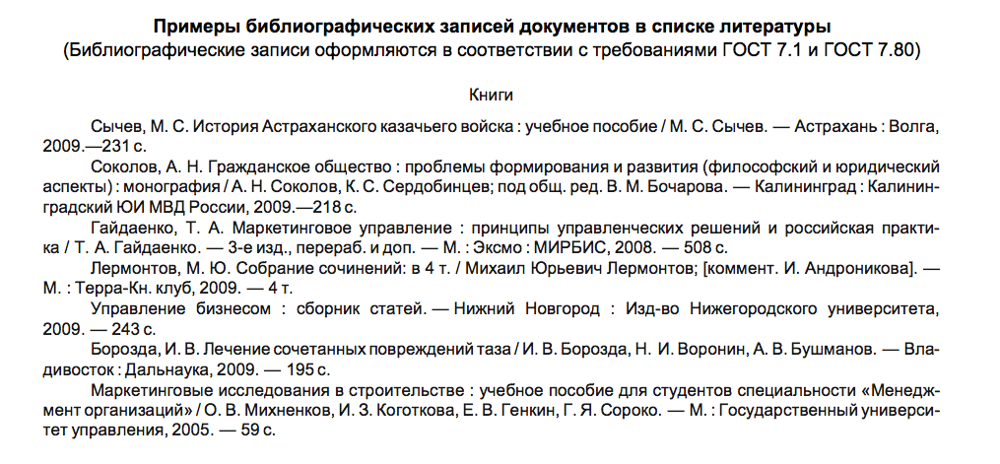 Примеры библиографических записей документов в списке литературы
(Библиографические записи оформляются в соответствии с требованиями ГОСТ 7.1 и ГОСТ 7.80)
Книги
Сычев, М. С. История Астраханского казачьего войска : учебное пособие / М. С. Сычев. — Астрахань : Волга,
2009.—231 с.
Соколов, А. Н. Гражданское общество : проблемы формирования и развития (философский и юридический
аспекты) : монография / А. Н. Соколов, К. С. Сердобинцев; под общ. ред. В. М. Бочарова. — Калининград : Калинин-
градский ЮИ МВД России, 2009.—218 с.
Гайдаенко, Т. А. Маркетинговое управление : принципы управленческих решений и российская практи-
ка / Т. А. Гайдаенко. — 3-е изд., перераб. и доп. — М. : Эксмо : МИРБИС, 2008. — 508 с.
Лермонтов, М. Ю. Собрание сочинений: в 4 т. / Михаил Юрьевич Лермонтов; [коммент. И. Андроникова]. —
М. : Терра-Кн. клуб, 2009. — 4 т.
Управление бизнесом : сборник статей. — Нижний Новгород : Изд-во Нижегородского университета,
2009. — 243 с.
Борозда, И. В. Лечение сочетанных повреждений таза / И. В. Борозда, Н. И. Воронин, А. В. Бушманов. — Вла-
дивосток : Дальнаука, 2009. — 195 с.
Маркетинговые исследования в строительстве : учебное пособие для студентов специальности «Менедж-
мент организаций» / О. В. Михненков, И. З. Коготкова, Е. В. Генкин, Г. Я. Сороко. — М. : Государственный универси-
тет управления, 2005. — 59 с.